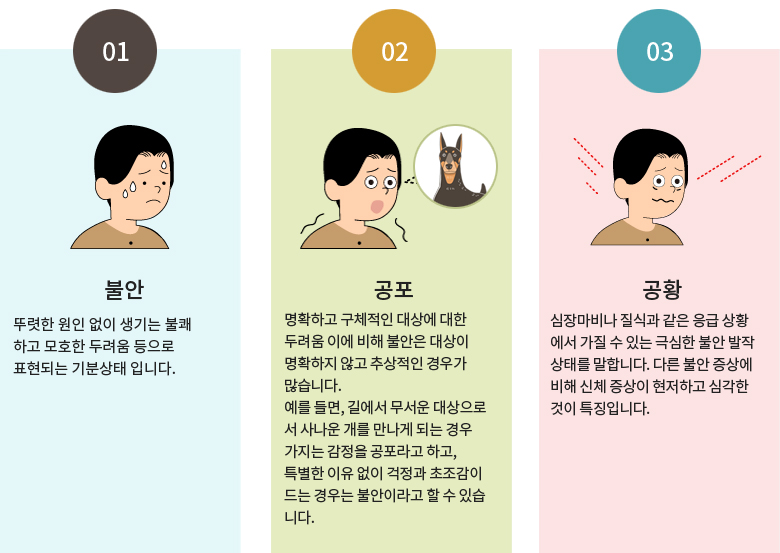 01
불안
뚜렷한 원인 없이 생기는 불쾌
하고 모호한 두려움 등으로
표현되는 기분상태 입니다.
02
공포
명확하고 구체적인 대상에 대한
두려움 이에 비해 불안은 대상이
명확하지 않고 추상적인 경우가
많습니다.
예를 들면, 길에서 무서운 대상으로
서 사나운 개를 만나게 되는 경우
가지는 감정을 공포라고 하고,
특별한 이유 없이 걱정과 초조감이
드는 경우는 불안이라고 할 수 있습
니다.
03
공황
심장마비나 질식과 같은 응급 상황
에서 가질 수 있는 극심한 불안 발작
상태를 말합니다. 다른 불안 증상에
비해 신체 증상이 현저하고 심각한
것이 특징입니다.